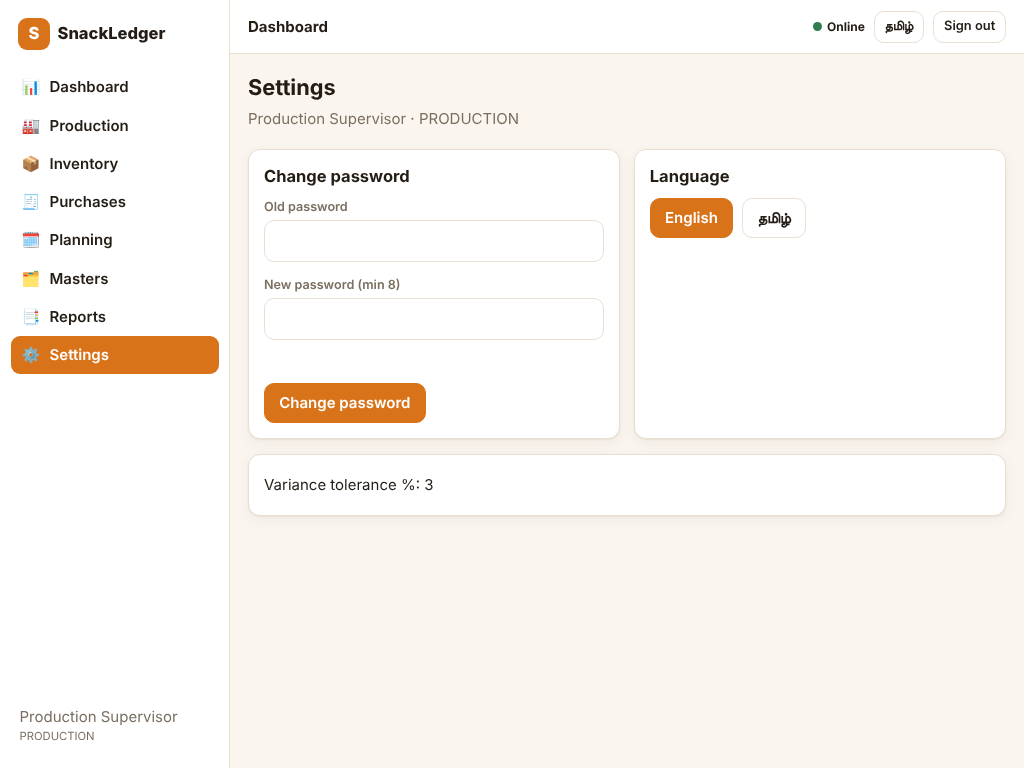 S SnackLedger
Dashboard
Production
Inventory
Purchases
Planning
Masters
Reports
Settings
Production Supervisor
PRODUCTION
Dashboard
Online தமிழ் Sign out
Settings
Production Supervisor · PRODUCTION
Change password
Old password
New password (min 8)
Change password
Language
English தமிழ்
Variance tolerance %: 3